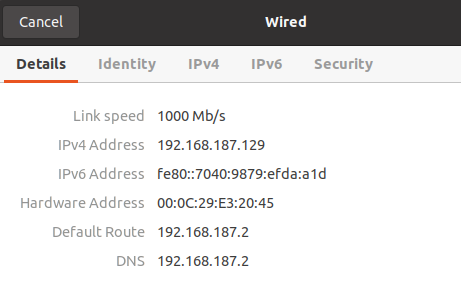 Cancel Wired
Details Identity IPv4 IPv6 Security
Link speed 1000 Mb/s
IPv4 Address 192.168.187.129
IPv6 Address fe80::7040:9879:efda:a1d
Hardware Address 00:0C:29:E3:20:45
Default Route 192.168.187.2
DNS 192.168.187.2